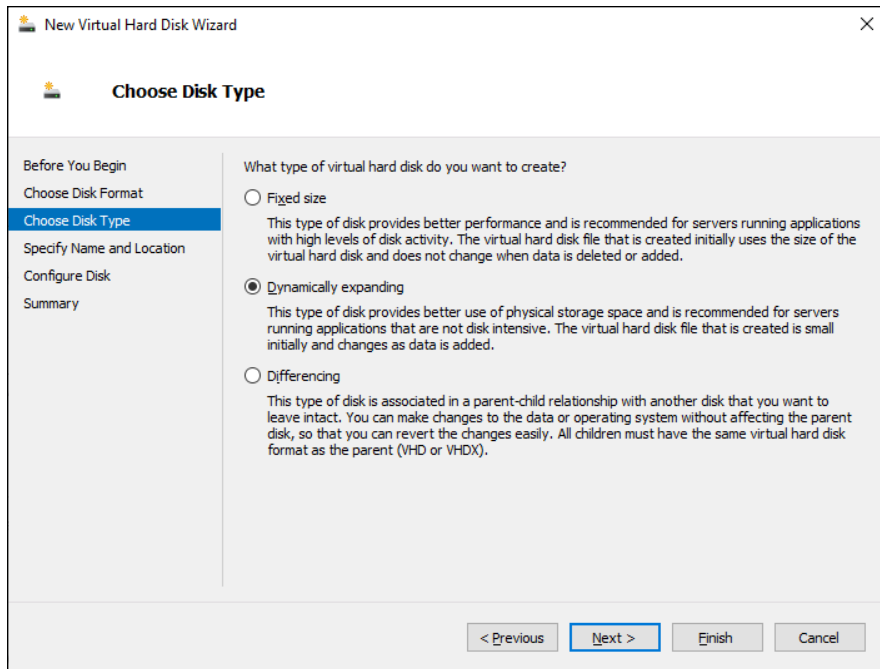 New Virtual Hard Disk Wizard
Choose Disk Type
Before You Begin
Choose Disk Format
Choose Disk Type
Specify Name and Location
Configure Disk
Summary
What type of virtual hard disk do you want to create?
Fixed size
This type of disk provides better performance and is recommended for servers running applications
with high levels of disk activity. The virtual hard disk file that is created initially uses the size of the
virtual hard disk and does not change when data is deleted or added.
Dynamically expanding
This type of disk provides better use of physical storage space and is recommended for servers
running applications that are not disk intensive. The virtual hard disk file that is created is small
initially and changes as data is added.
Differencing
This type of disk is associated in a parent-child relationship with another disk that you want to
leave intact. You can make changes to the data or operating system without affecting the parent
disk, so that you can revert the changes easily. All children must have the same virtual hard disk
format as the parent (VHD or VHDX).
< Previous
Next >
Finish
Cancel